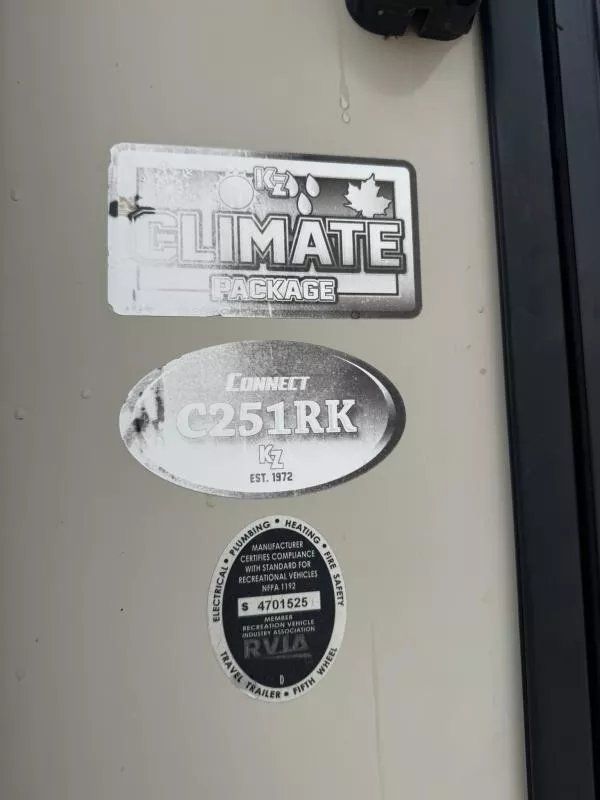 KZ
CLIMATE
PACKAGE
CONNECT
C251RK
KZ
EST. 1972
ELECTRICAL • PLUMBING • HEATING • FIRE SAFETY
MANUFACTURER
CERTIFIES COMPLIANCE
WITH STANDARD FOR
RECREATIONAL VEHICLES
NFPA 1192
S 4701525
MEMBER
RECREATION VEHICLE
INDUSTRY ASSOCIATION
RVIA
D
TRAVEL TRAILER • FIFTH WHEEL